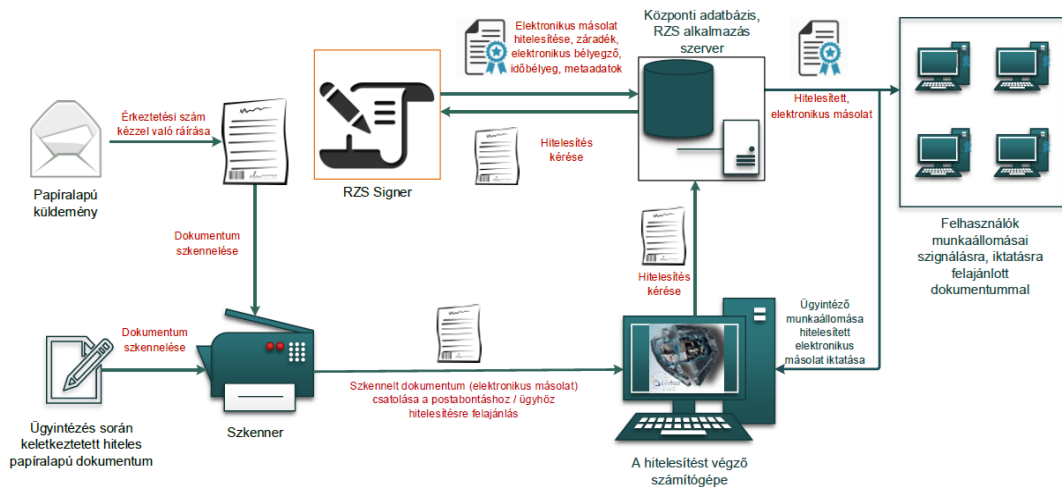 Elektronikus másolat
hitelesítése, záradék,
elektronikus bélyegző,
időbélyeg, metaadatok
Központi adatbázis,
RZS alkalmazás
szerver
Érkeztetési szám
kézzel való ráírása
Hitelesített,
elektronikus másolat
Hitelesítés
kérése
Papíralapú
küldemény
RZS Signer
Felhasználók
munkaállomásai
szignálásra, iktatásra
felajánlott
dokumentummal
Dokumentum
szkennelése
Hitelesítés
kérése
Ügyintéző
munkaállomása
hitelesített
elektronikus
másolat iktatása
Dokumentum
szkennelése
Szkennelt dokumentum (elektronikus másolat)
csatolása a postabontáshoz / ügyhöz
hitelesítésre felajánlás
Szkenner
Ügyintézés során
keletkeztetett hiteles
papíralapú dokumentum
A hitelesítést végző
számítógépe